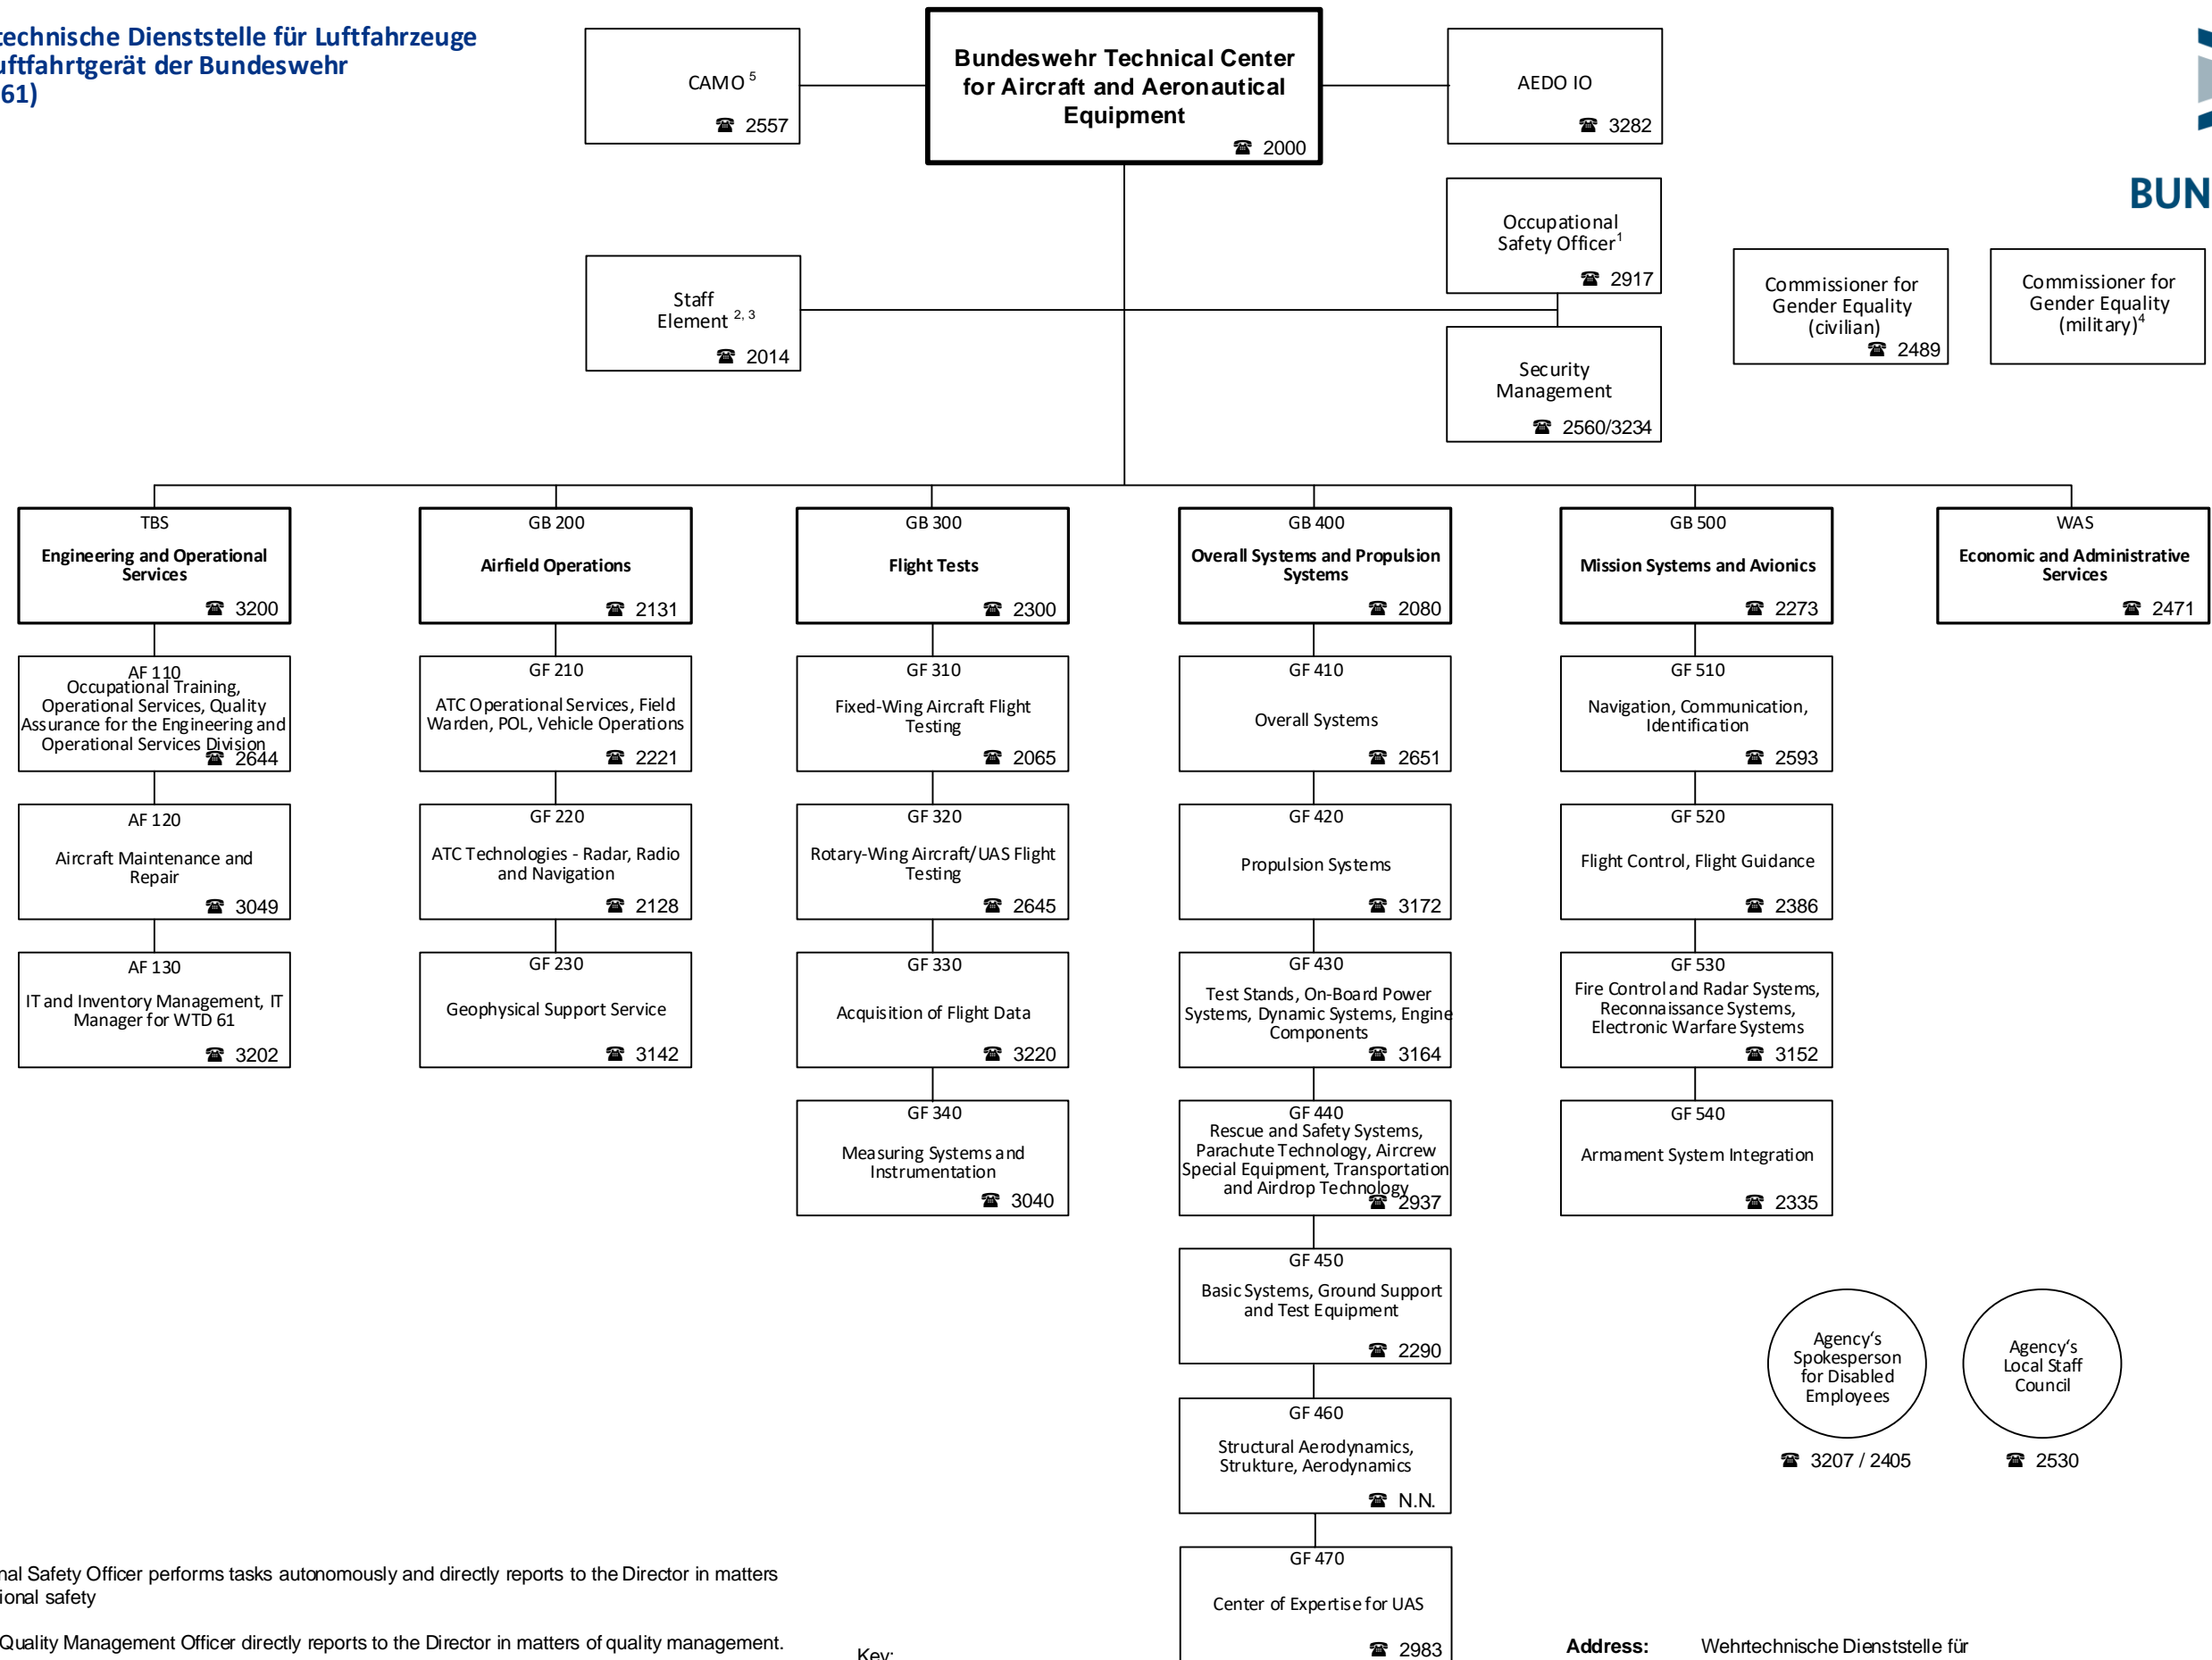 technische Dienststelle für Luftfahrzeuge
uftfahrtgerät der Bundeswehr
61)
CAMO 5
☎ 2557
Bundeswehr Technical Center
for Aircraft and Aeronautical
Equipment
☎ 2000
AEDO IO
☎ 3282
BUN
Occupational
Safety Officer1
☎ 2917
Staff
Element 2, 3
☎ 2014
Security
Management
☎ 2560/3234
Commissioner for
Gender Equality
(civilian)
☎ 2489
Commissioner for
Gender Equality
(military)4
TBS
Engineering and Operational
Services
☎ 3200
GB 200
Airfield Operations
☎ 2131
GB 300
Flight Tests
☎ 2300
GB 400
Overall Systems and Propulsion
Systems
☎ 2080
GB 500
Mission Systems and Avionics
☎ 2273
WAS
Economic and Administrative
Services
☎ 2471
AF 110
Occupational Training,
Operational Services, Quality
Assurance for the Engineering and
Operational Services Division
☎ 2644
GF 210
ATC Operational Services, Field
Warden, POL, Vehicle Operations
☎ 2221
GF 310
Fixed-Wing Aircraft Flight
Testing
☎ 2065
GF 410
Overall Systems
☎ 2651
GF 510
Navigation, Communication,
Identification
☎ 2593
AF 120
Aircraft Maintenance and
Repair
☎ 3049
GF 220
ATC Technologies - Radar, Radio
and Navigation
☎ 2128
GF 320
Rotary-Wing Aircraft/UAS Flight
Testing
☎ 2645
GF 420
Propulsion Systems
☎ 3172
GF 520
Flight Control, Flight Guidance
☎ 2386
AF 130
IT and Inventory Management, IT
Manager for WTD 61
☎ 3202
GF 230
Geophysical Support Service
☎ 3142
GF 330
Acquisition of Flight Data
☎ 3220
GF 430
Test Stands, On-Board Power
Systems, Dynamic Systems, Engine
Components
☎ 3164
GF 530
Fire Control and Radar Systems,
Reconnaissance Systems,
Electronic Warfare Systems
☎ 3152
GF 340
Measuring Systems and
Instrumentation
☎ 3040
GF 440
Rescue and Safety Systems,
Parachute Technology, Aircrew
Special Equipment, Transportation
and Airdrop Technology
☎ 2937
GF 540
Armament System Integration
☎ 2335
GF 450
Basic Systems, Ground Support
and Test Equipment
☎ 2290
GF 460
Structural Aerodynamics,
Strukture, Aerodynamics
☎ N.N.
GF 470
Center of Expertise for UAS
☎ 2983
Agency‘s
Spokesperson
for Disabled
Employees
☎ 3207 / 2405
Agency‘s
Local Staff
Council
☎ 2530
nal Safety Officer performs tasks autonomously and directly reports to the Director in matters
ional safety
Quality Management Officer directly reports to the Director in matters of quality management.
Key:
Address: Wehrtechnische Dienststelle für